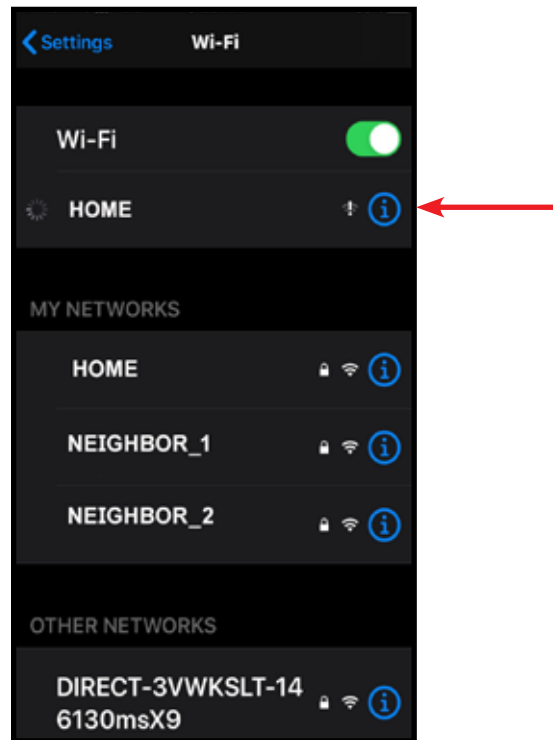 Settings Wi-Fi
Wi-Fi
HOME
MY NETWORKS
HOME
NEIGHBOR_1
NEIGHBOR_2
OTHER NETWORKS
DIRECT-3VWKSLT-14
6130msX9